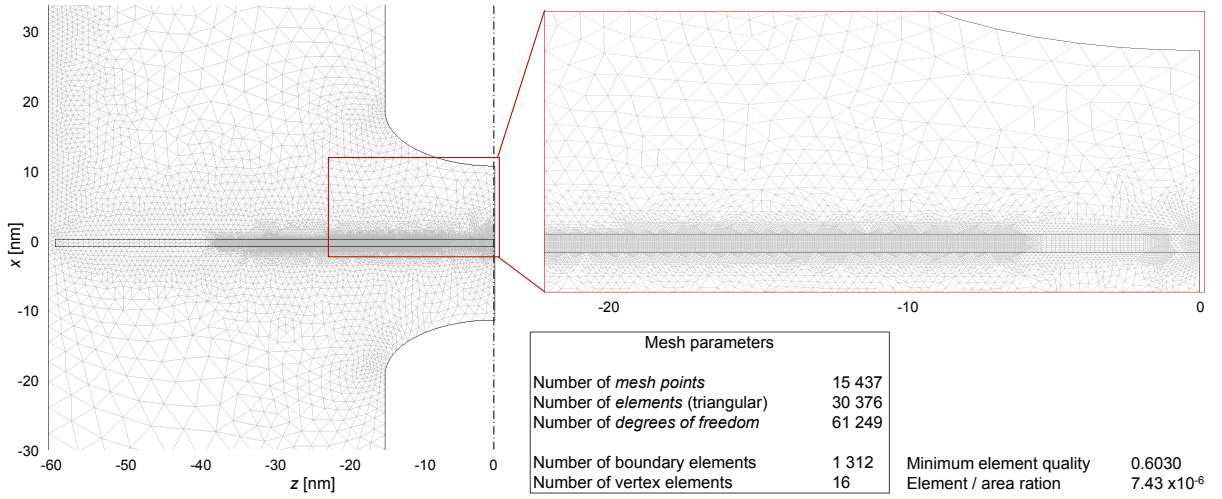 30
20
10
0
-10
-20
-30
x [nm]
-60
-50
-40
-30
-20
-10
0
z [nm]
-20
-10
0
Mesh parameters
Number of mesh points 15 437
Number of elements (triangular) 30 376
Number of degrees of freedom 61 249
Number of boundary elements 1 312
Number of vertex elements 16
Minimum element quality 0.6030
Element / area ration 7.43 x10-6